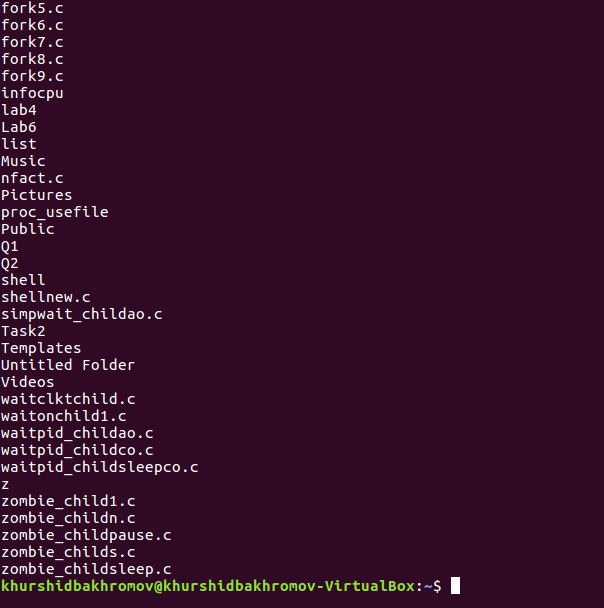 fork5.c
fork6.c
fork7.c
fork8.c
fork9.c
infocpu
lab4
Lab6
list
Music
nfact.c
Pictures
proc_usefile
Public
Q1
Q2
shell
shellnew.c
simpwait_childao.c
Task2
Templates
Untitled Folder
Videos
waitclktchild.c
waitonchild1.c
waitpid_childao.c
waitpid_childco.c
waitpid_childsleepco.c
z
zombie_child1.c
zombie_childn.c
zombie_childpause.c
zombie_childs.c
zombie_childsleep.c
khurshidbakhromov@khurshidbakhromov-VirtualBox:~$